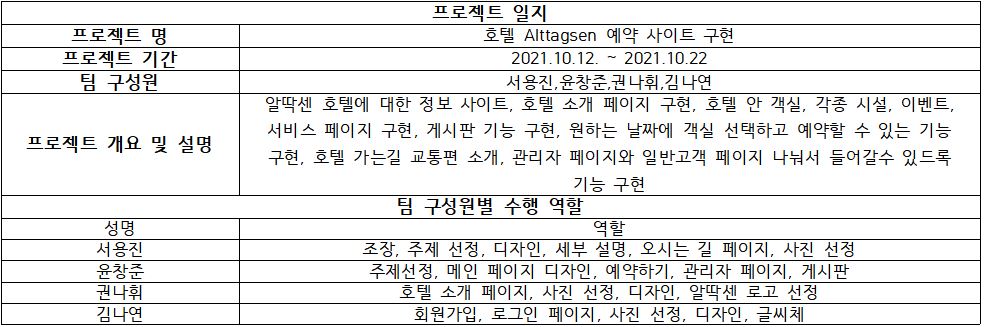 프로젝트 일지
프로젝트 명 호텔 Alttagsen 예약 사이트 구현
프로젝트 기간 2021.10.12. ~ 2021.10.22
팀 구성원 서용진,윤창준,권나휘,김나연
프로젝트 개요 및 설명
알딱센 호텔에 대한 정보 사이트, 호텔 소개 페이지 구현, 호텔 안 객실, 각종 시설, 이벤트,
서비스 페이지 구현, 게시판 기능 구현, 원하는 날짜에 객실 선택하고 예약할 수 있는 기능
구현, 호텔 가는길 교통편 소개, 관리자 페이지와 일반고객 페이지 나눠서 들어갈수 있드록
기능 구현
팀 구성원별 수행 역할
성명 역할
서용진 조장, 주제 선정, 디자인, 세부 설명, 오시는 길 페이지, 사진 선정
윤창준 주제선정, 메인 페이지 디자인, 예약하기, 관리자 페이지, 게시판
권나휘 호텔 소개 페이지, 사진 선정, 디자인, 알딱센 로고 선정
김나연 회원가입, 로그인 페이지, 사진 선정, 디자인, 글씨체